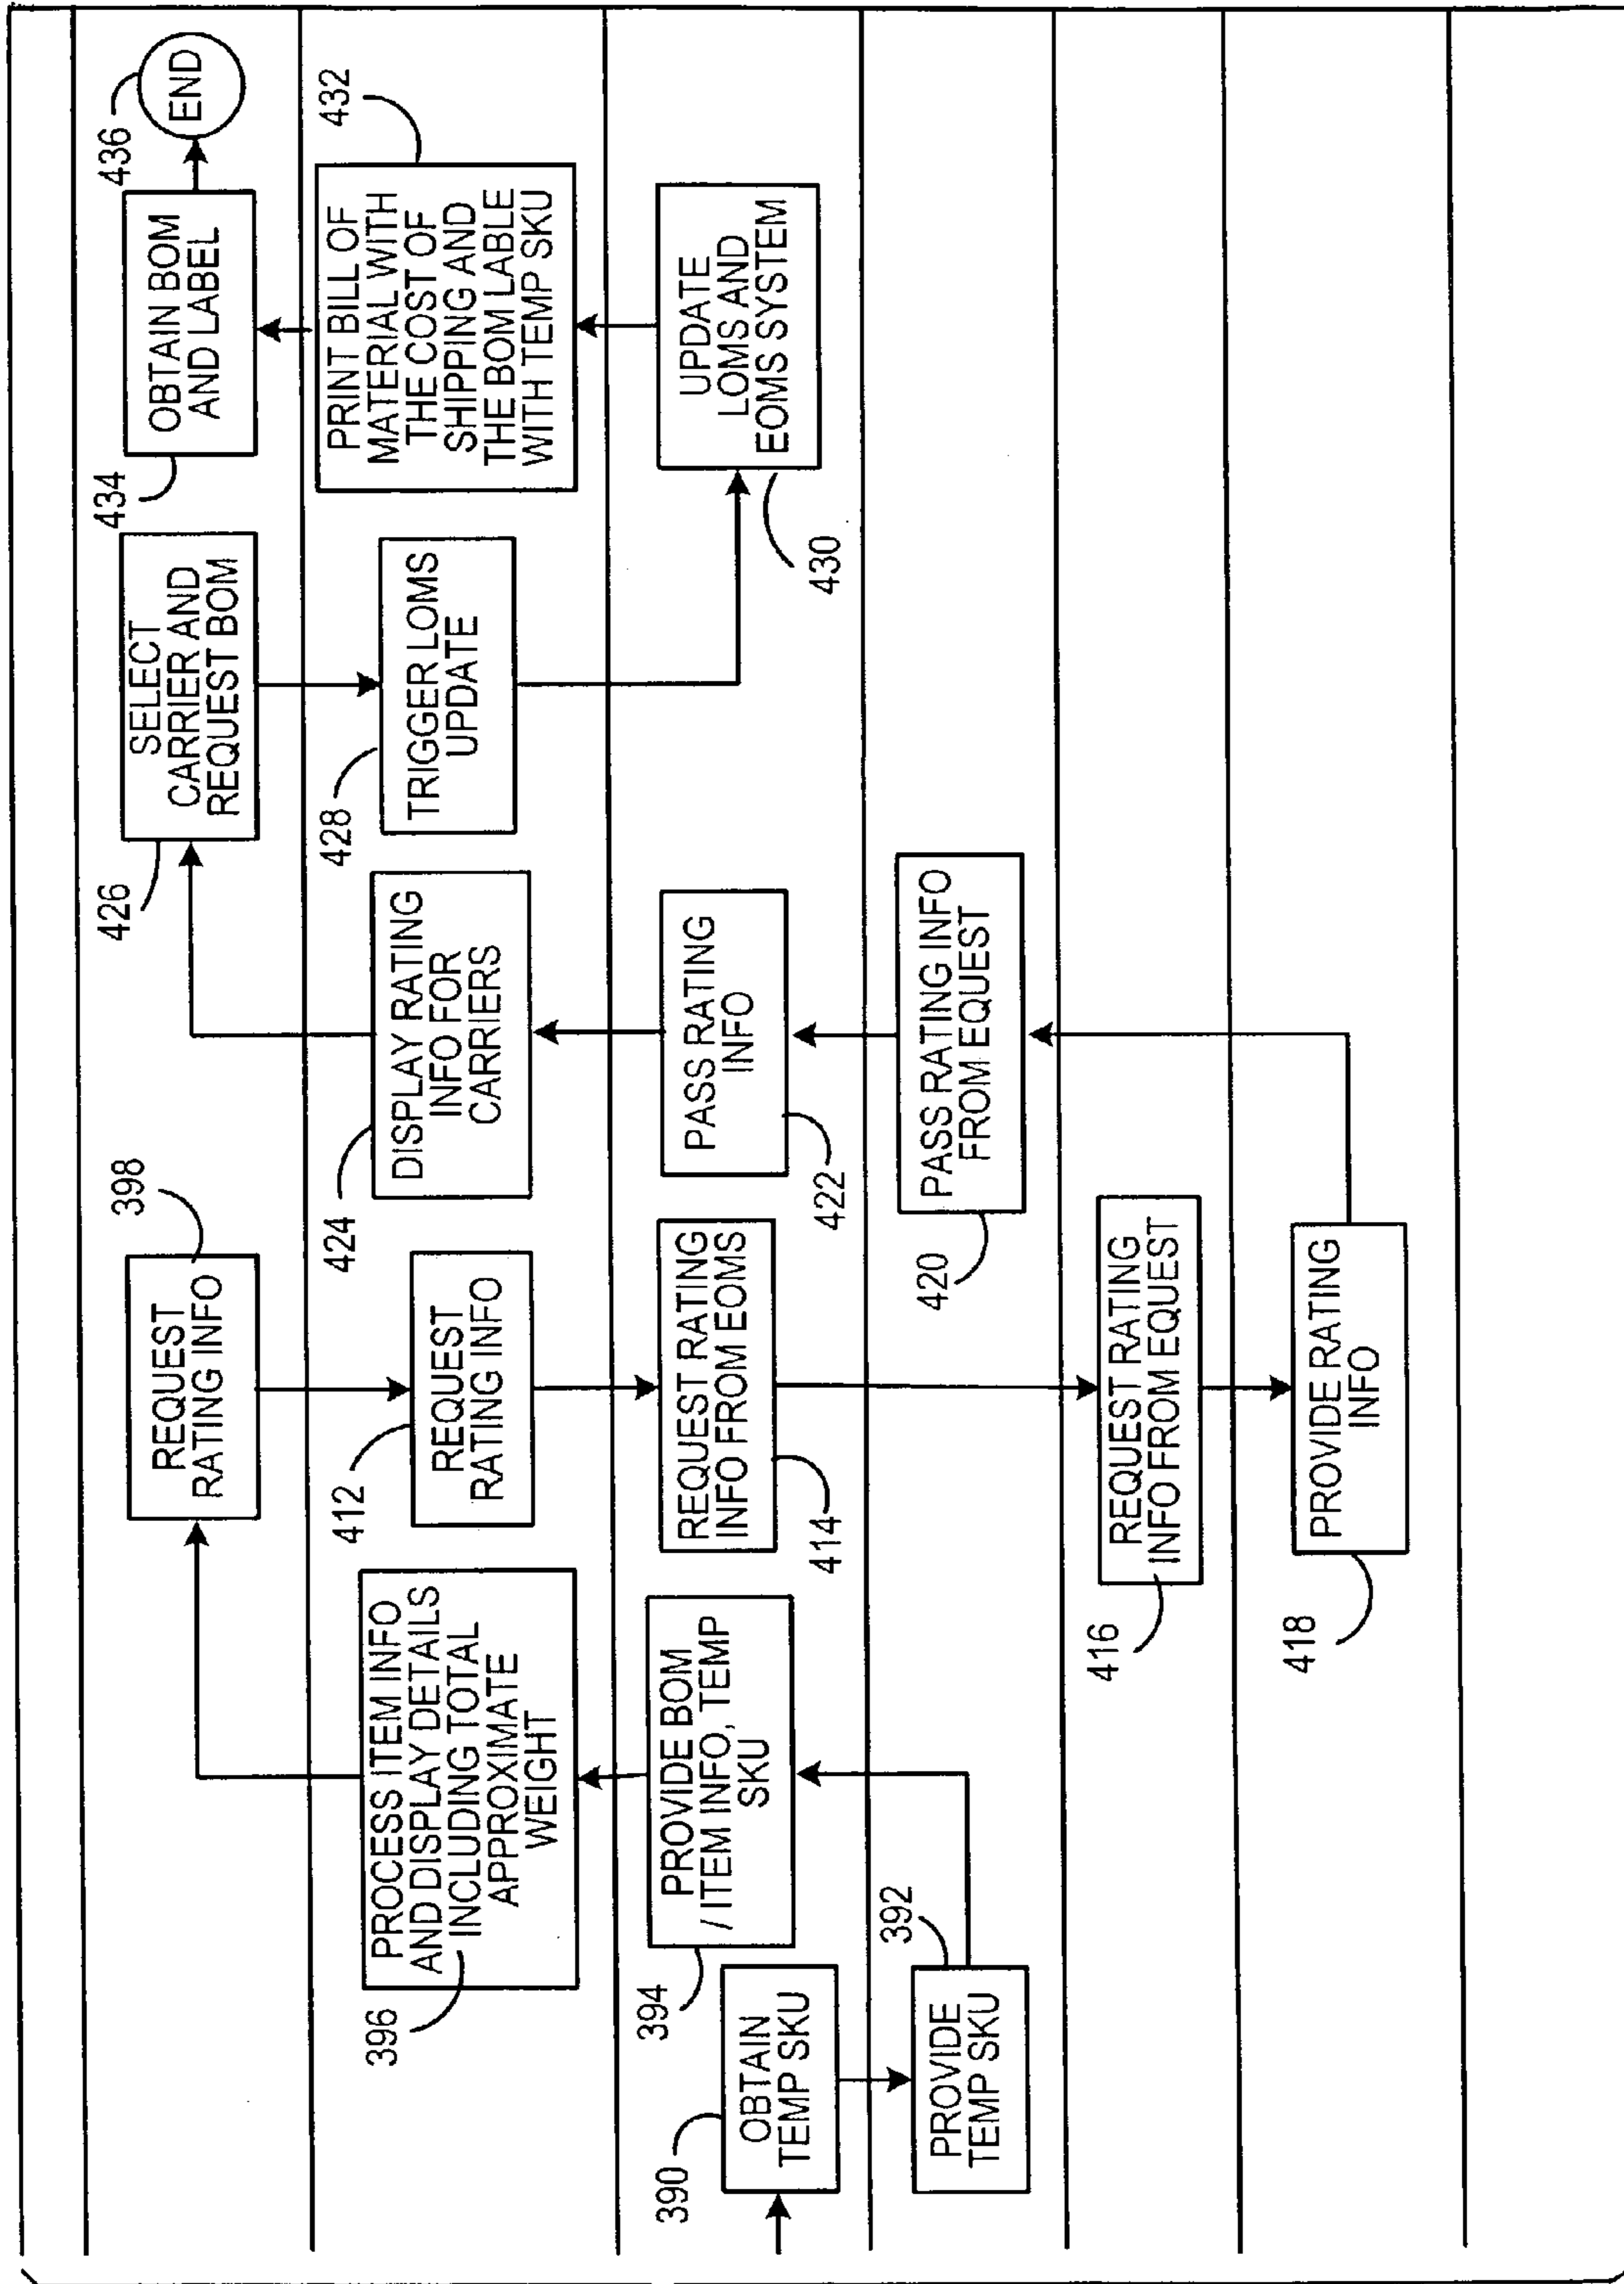 390
OBTAIN
TEMP SKU
392
PROVIDE
TEMP SKU
394
PROVIDE BOM
/ ITEM INFO, TEMP
SKU
396
PROCESS ITEM INFO
AND DISPLAY DETAILS
INCLUDING TOTAL
APPROXIMATE
WEIGHT
398
REQUEST
RATING INFO
412
REQUEST
RATING INFO
414
REQUEST RATING
INFO FROM EOMS
416
REQUEST RATING
INFO FROM EQUEST
418
PROVIDE RATING
INFO
420
PASS RATING INFO
FROM EQUEST
422
PASS RATING
INFO
424
DISPLAY RATING
INFO FOR
CARRIERS
426
SELECT
CARRIER AND
REQUEST BOM
428
TRIGGER LOMS
UPDATE
430
UPDATE
LOMS AND
EOMS SYSTEM
432
PRINT BILL OF
MATERIAL WITH
THE COST OF
SHIPPING AND
THE BOM LABLE
WITH TEMP SKU
434
OBTAIN BOM
AND LABEL
436
END